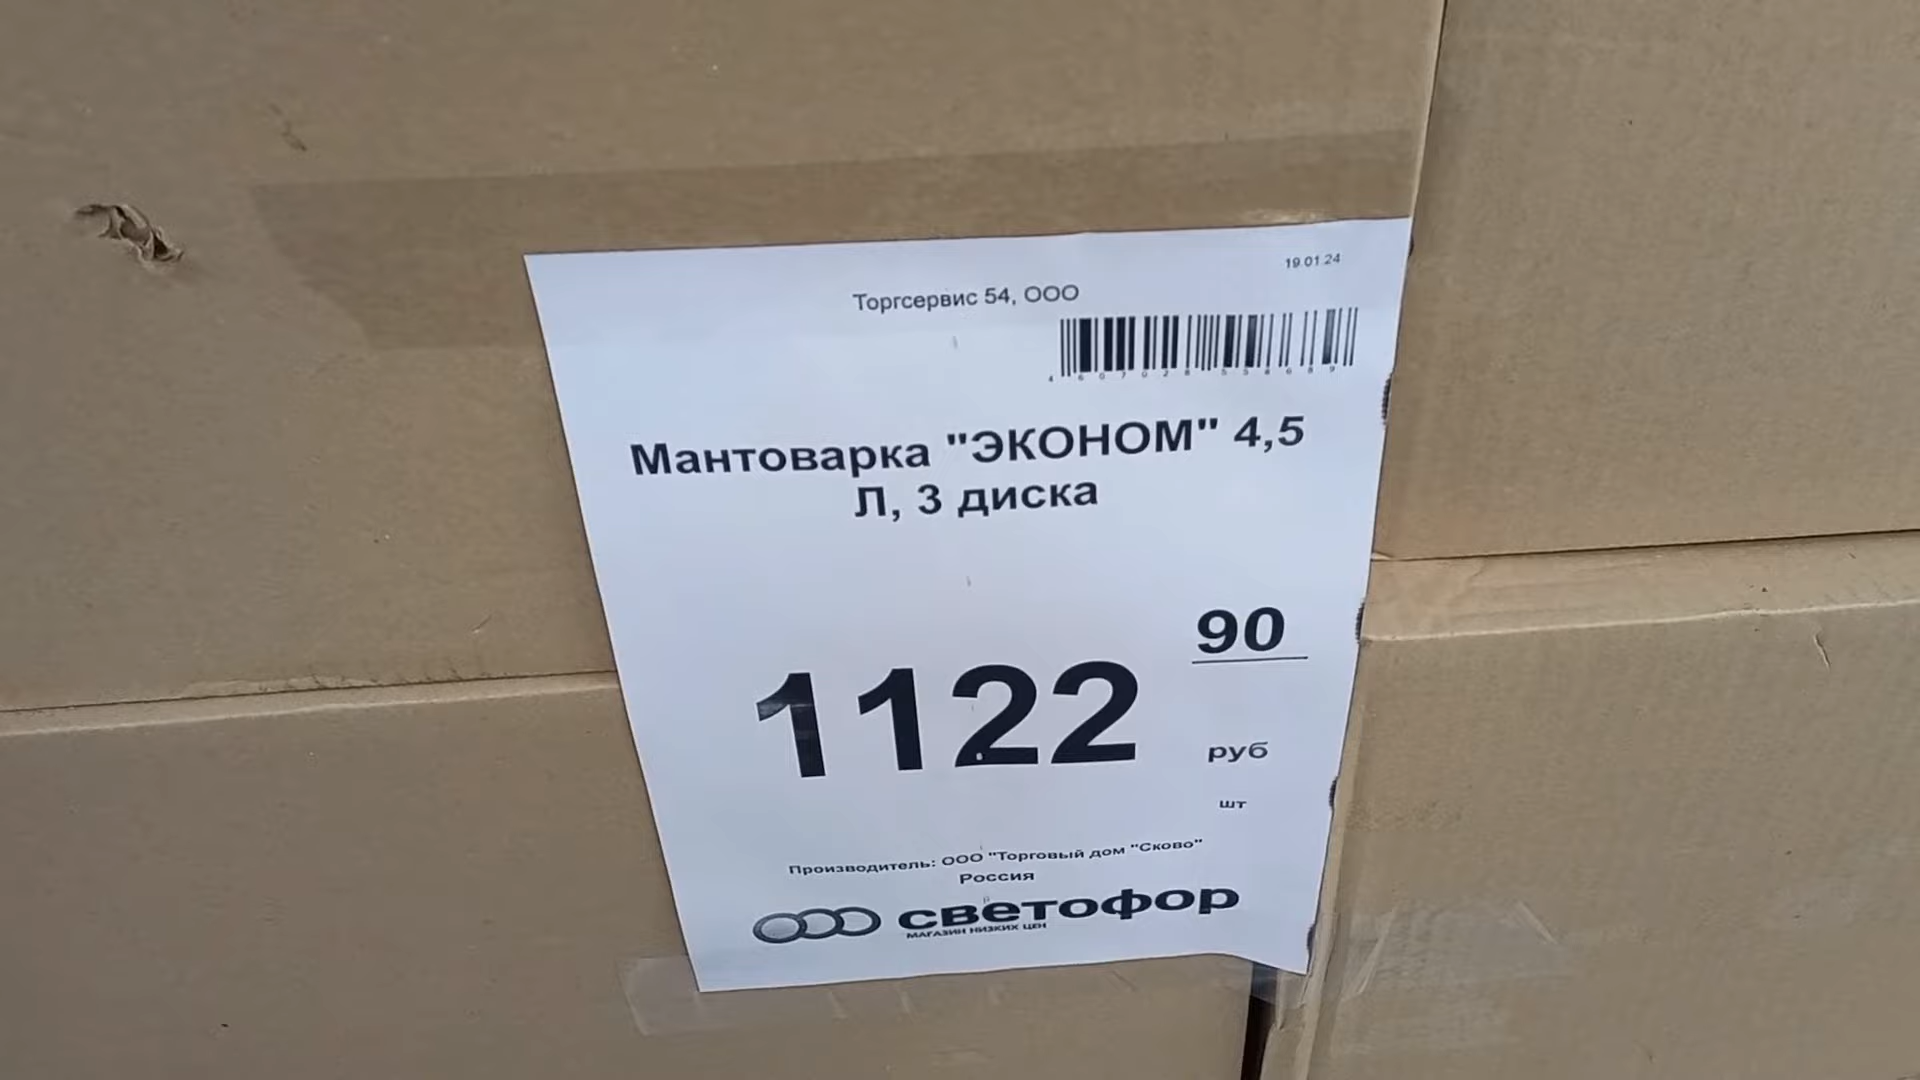 19.01.24
Торгсервис 54, ООО
Мантоварка "ЭКОНОМ" 4,5
Л, 3 диска
1122 90
руб
шт
Производитель: ООО "Торговый дом "Сково"
Россия
светофор
МАГАЗИН НИЗКИХ ЦЕН